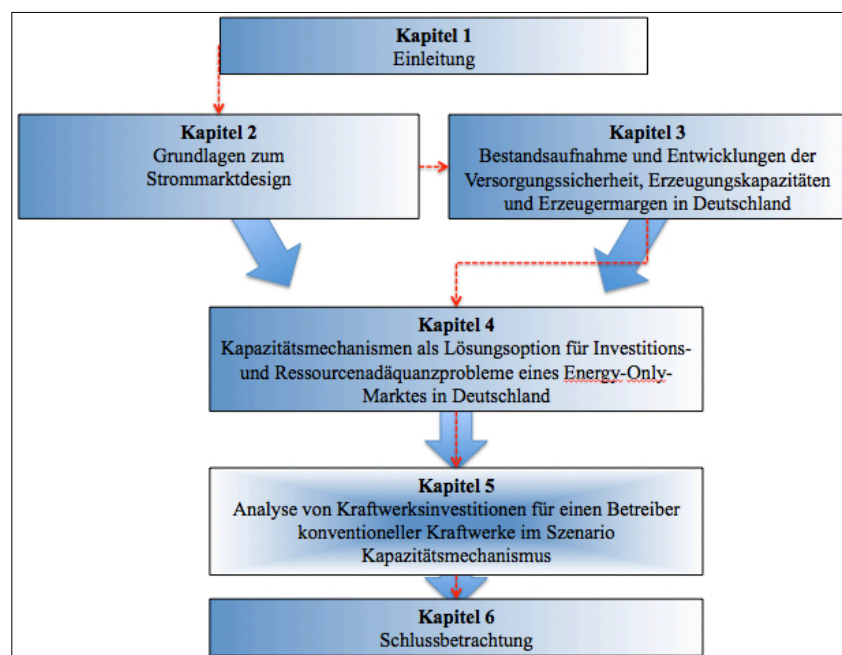 Kapitel 1
Einleitung
Kapitel 2
Grundlagen zum
Strommarktdesign
Kapitel 3
Bestandsaufnahme und Entwicklungen der
Versorgungssicherheit, Erzeugungskapazitäten
und Erzeugermargen in Deutschland
Kapitel 4
Kapazitätsmechanismen als Lösungsoption für Investitions-
und Ressourcenadäquanzprobleme eines Energy-Only-
Marktes in Deutschland
Kapitel 5
Analyse von Kraftwerksinvestitionen für einen Betreiber
konventioneller Kraftwerke im Szenario
Kapazitätsmechanismus
Kapitel 6
Schlussbetrachtung